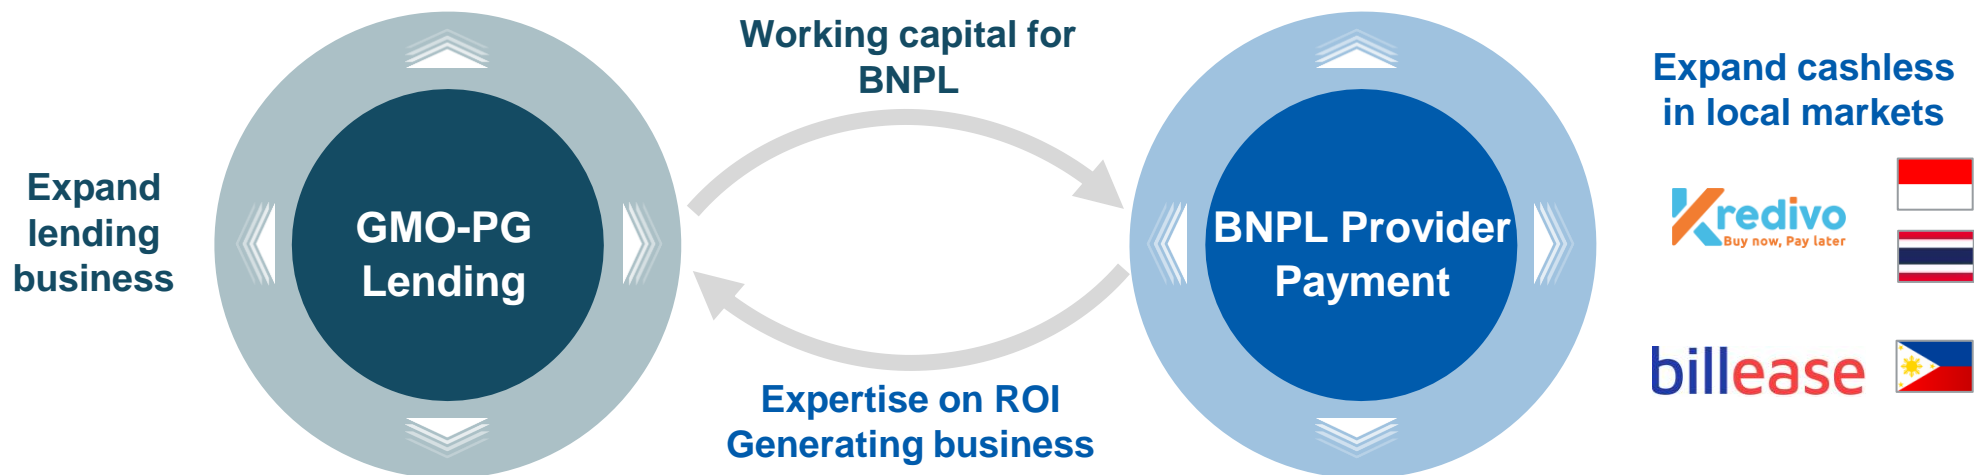 Expand
lending
business
GMO-PG
Lending
Working capital for
BNPL
Expertise on ROI
Generating business
BNPL Provider
Payment
Expand cashless
in local markets
Kredivo
Buy now, Pay later
billease